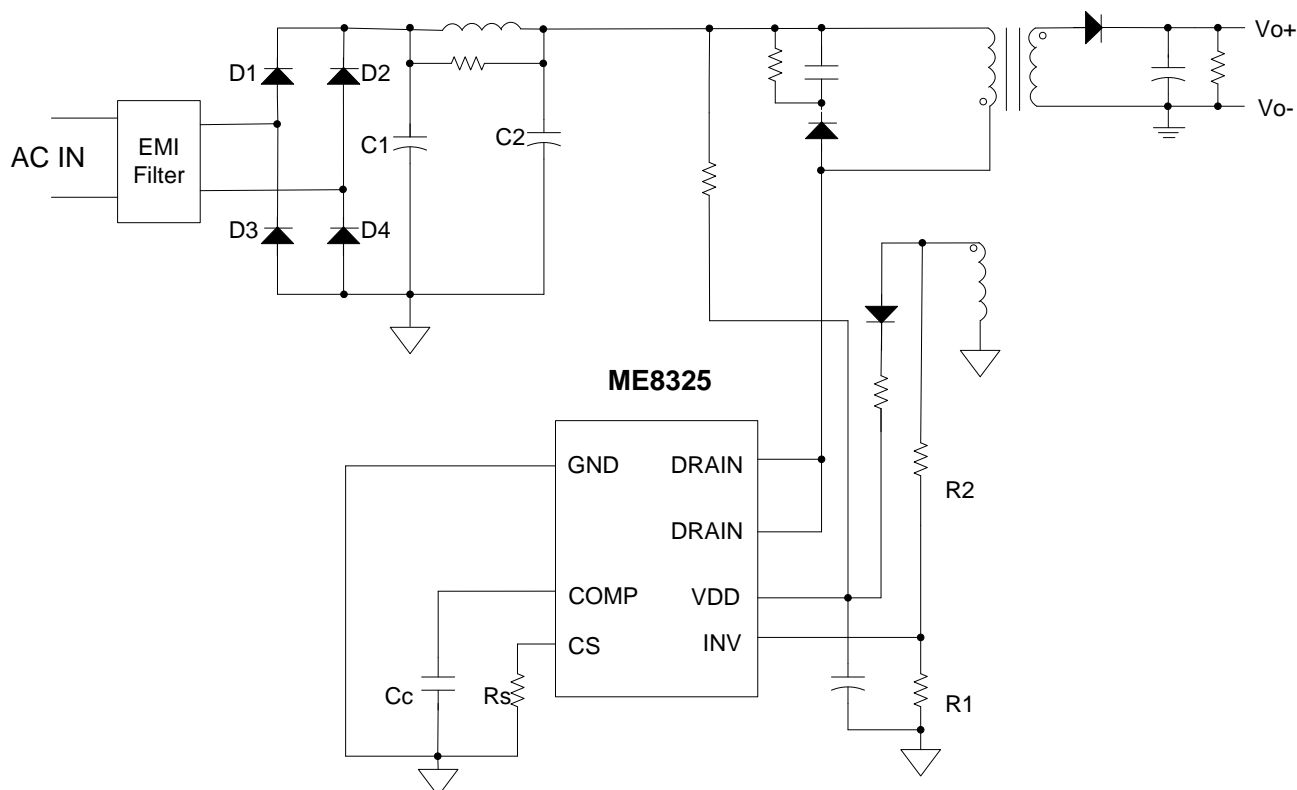 Vo+
D1
D2
C1
C2
Vo-
AC IN
EMI
Filter
D3
D4
ME8325
GND
DRAIN
R2
DRAIN
COMP
VDD
CS
INV
Cc
Rs
R1